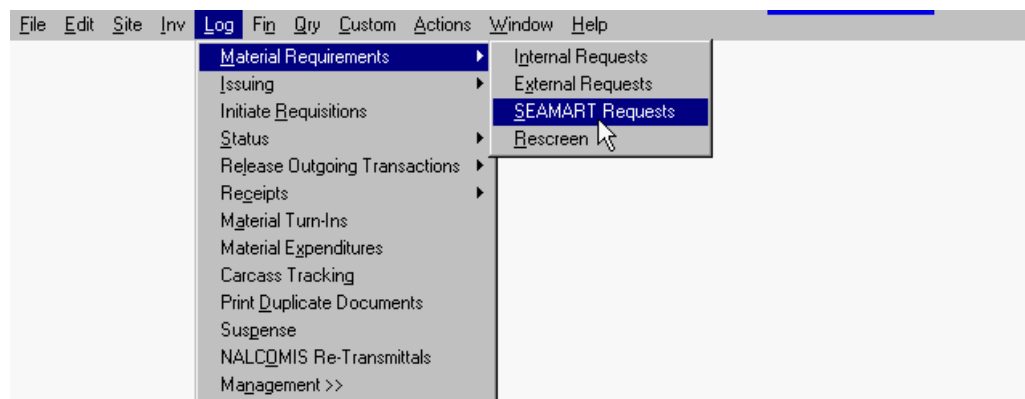 File Edit Site Inv Log Fin Qry Custom Actions Window Help
Material Requirements
Internal Requests
Issuing
External Requests
Initiate Requisitions
SEAMART Requests
Status
Rescreen
Release Outgoing Transactions
Receipts
Material Turn-Ins
Material Expenditures
Carcass Tracking
Print Duplicate Documents
Suspense
NALCOMIS Re-Transmittals
Management >>